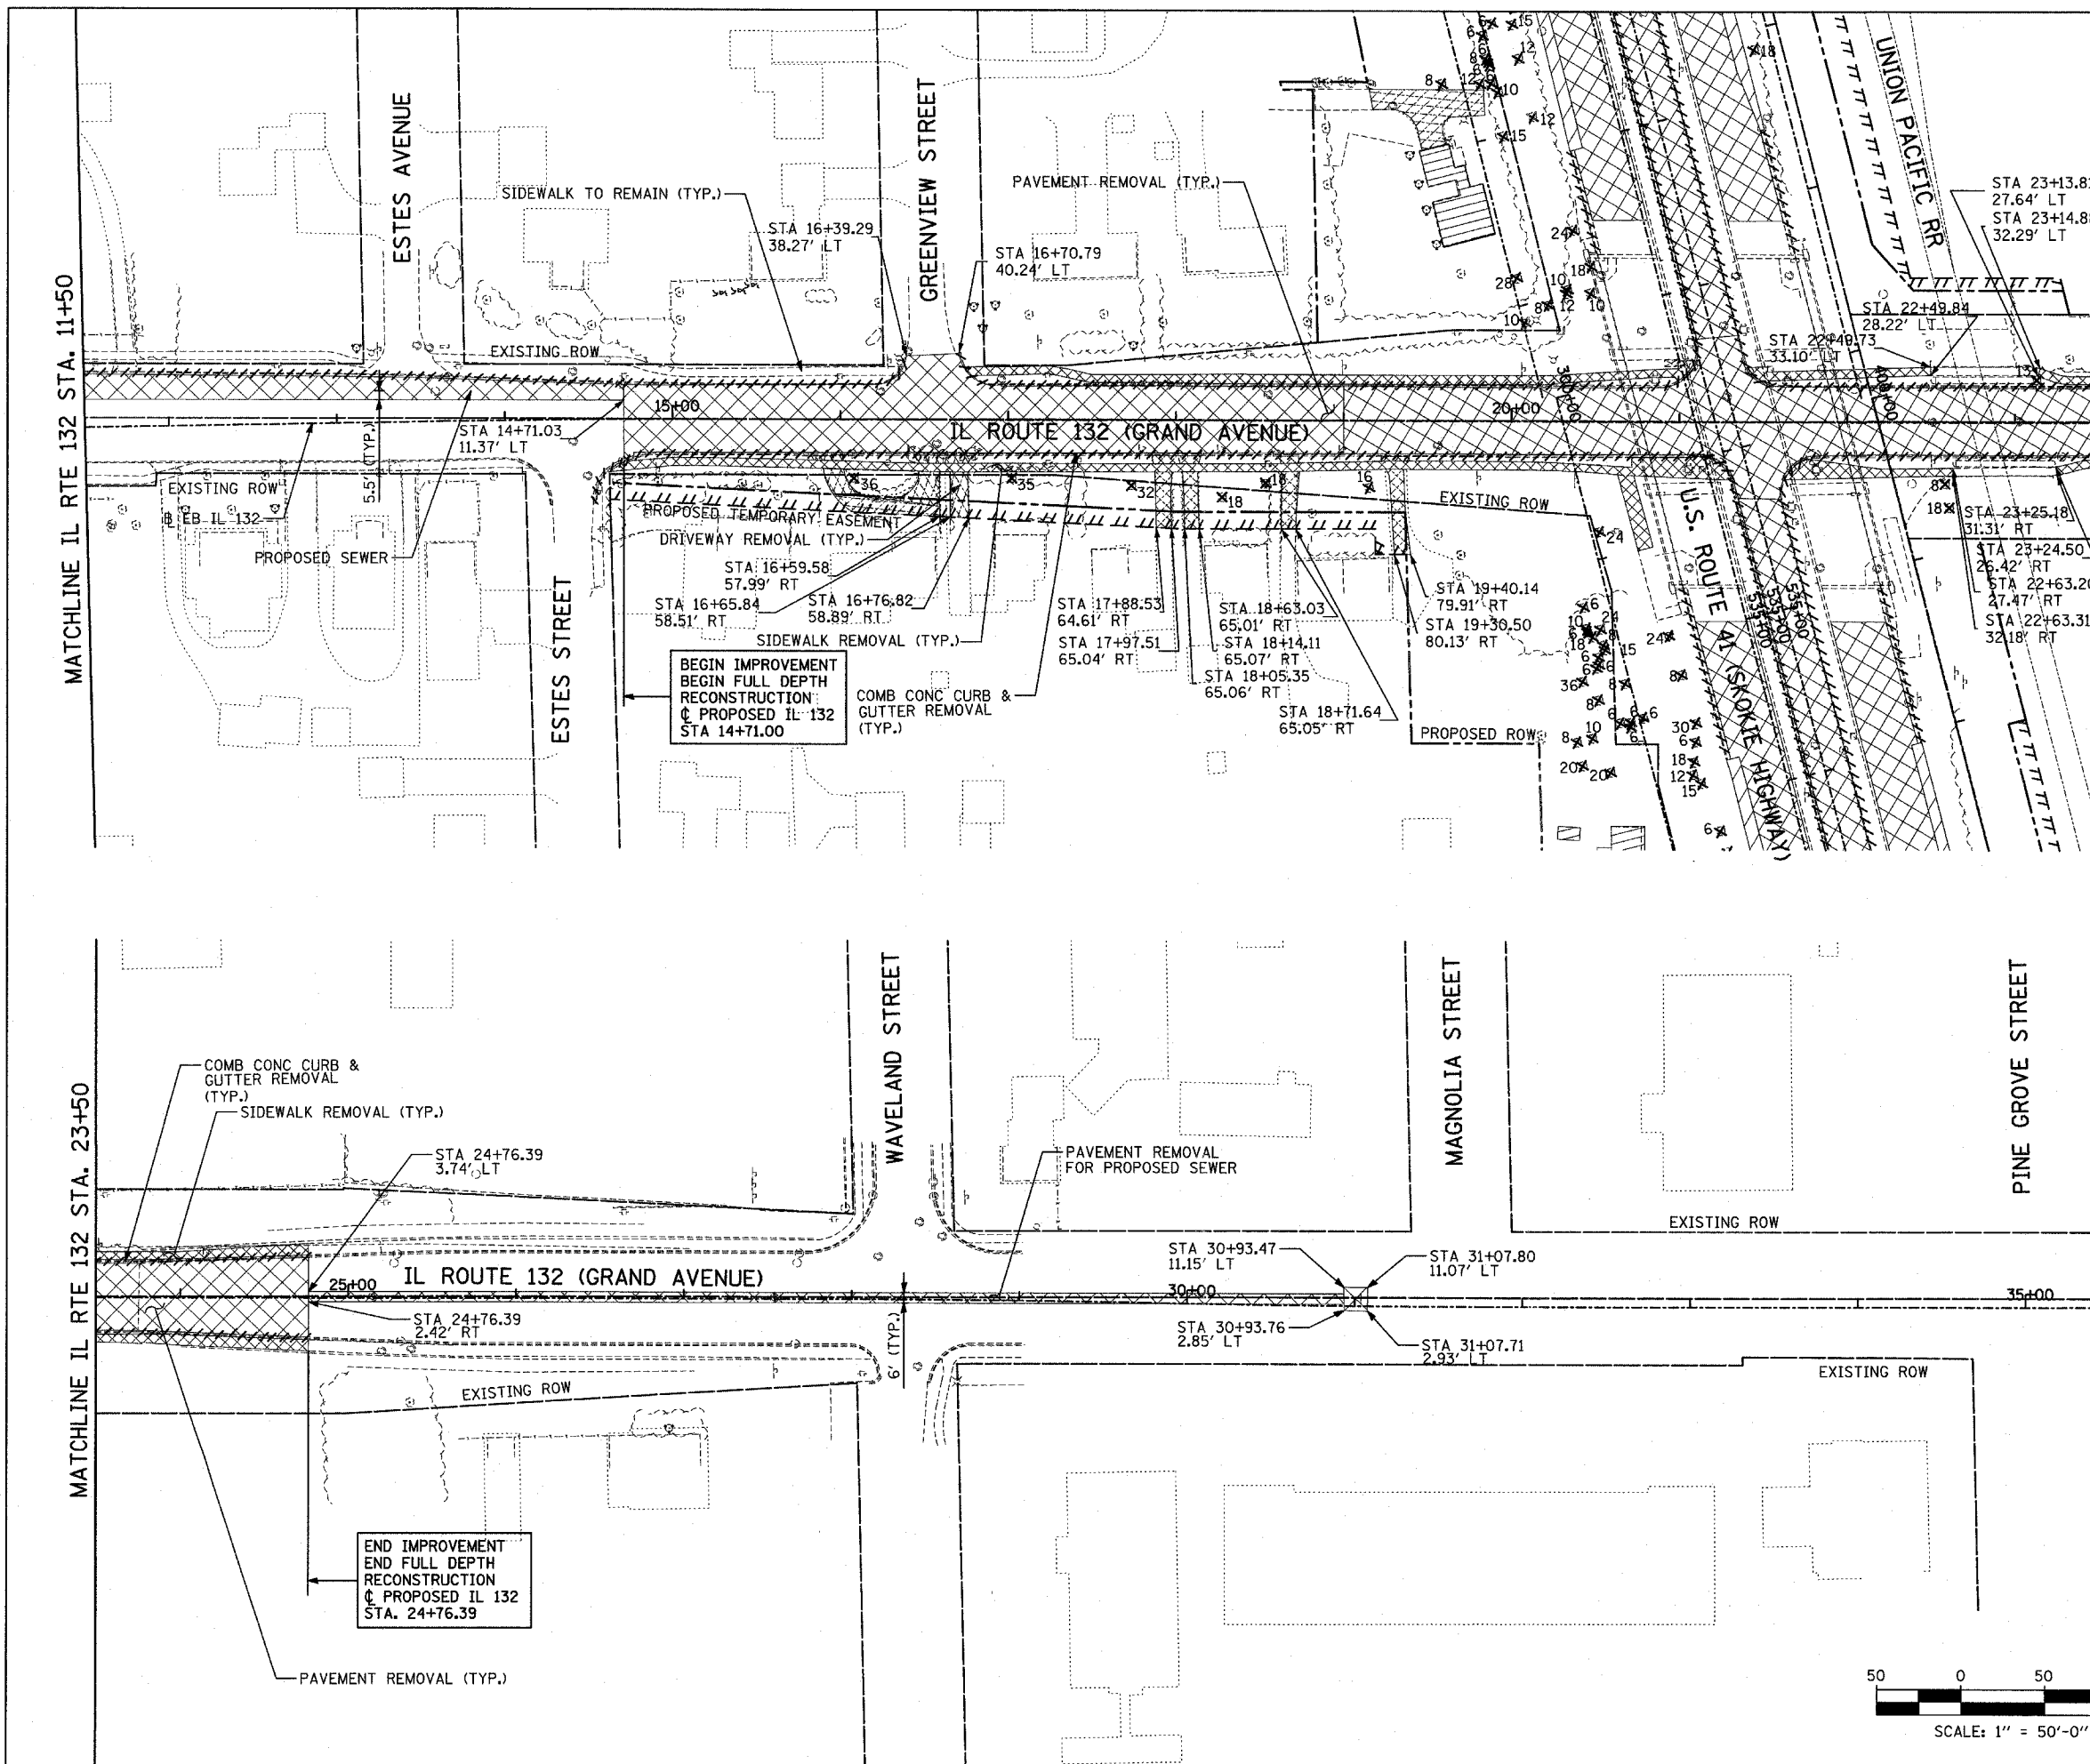 MATCHLINE IL RTE 132 STA. 11+50
ESTES AVENUE
GREENVIEW STREET
UNION PACIFIC RR
SIDEWALK TO REMAIN (TYP.)
PAVEMENT REMOVAL (TYP.)
STA 16+39.29
38.27' LT
STA 16+70.79
40.24' LT
STA 23+13.8
27.64' LT
STA 23+14.8
32.29' LT
STA 22+49.84
28.22' LT
STA 22+49.73
33.10' LT
EXISTING ROW
15+00
20+00
STA 14+71.03
11.37' LT
IL ROUTE 132 (GRAND AVENUE)
5.5' (TYP.)
EXISTING ROW
B EB IL 132
PROPOSED SEWER
ESTES STREET
PROPOSED TEMPORARY EASEMENT
DRIVEWAY REMOVAL (TYP.)
EXISTING ROW
36
35
32
18
18
16
STA 16+59.58
57.99' RT
STA 16+65.84
58.51' RT
STA 16+76.82
58.89' RT
SIDEWALK REMOVAL (TYP.)
STA 17+88.53
64.61' RT
STA 17+97.51
65.04' RT
STA 18+63.03
65.01' RT
STA 18+14.11
65.07' RT
STA 18+05.35
65.06' RT
STA 18+71.64
65.05' RT
STA 19+40.14
79.91' RT
STA 19+30.50
80.13' RT
BEGIN IMPROVEMENT
BEGIN FULL DEPTH
RECONSTRUCTION
℄ PROPOSED IL 132
STA 14+71.00
COMB CONC CURB &
GUTTER REMOVAL
(TYP.)
PROPOSED ROW
U.S. ROUTE 41 (SKOKIE HIGHWAY)
535+00
STA 23+25.18
31.31' RT
STA 23+24.50
26.42' RT
STA 22+63.20
27.47' RT
STA 22+63.31
32.18' RT
MATCHLINE IL RTE 132 STA. 23+50
COMB CONC CURB &
GUTTER REMOVAL
(TYP.)
SIDEWALK REMOVAL (TYP.)
STA 24+76.39
3.74' LT
WAVELAND STREET
MAGNOLIA STREET
PINE GROVE STREET
PAVEMENT REMOVAL
FOR PROPOSED SEWER
EXISTING ROW
STA 30+93.47
11.15' LT
STA 31+07.80
11.07' LT
25+00
IL ROUTE 132 (GRAND AVENUE)
30+00
35+00
STA 24+76.39
2.42' RT
6' (TYP.)
STA 30+93.76
2.85' LT
STA 31+07.71
2.93' LT
EXISTING ROW
EXISTING ROW
END IMPROVEMENT
END FULL DEPTH
RECONSTRUCTION
℄ PROPOSED IL 132
STA. 24+76.39
PAVEMENT REMOVAL (TYP.)
50 0 50
SCALE: 1" = 50'-0"